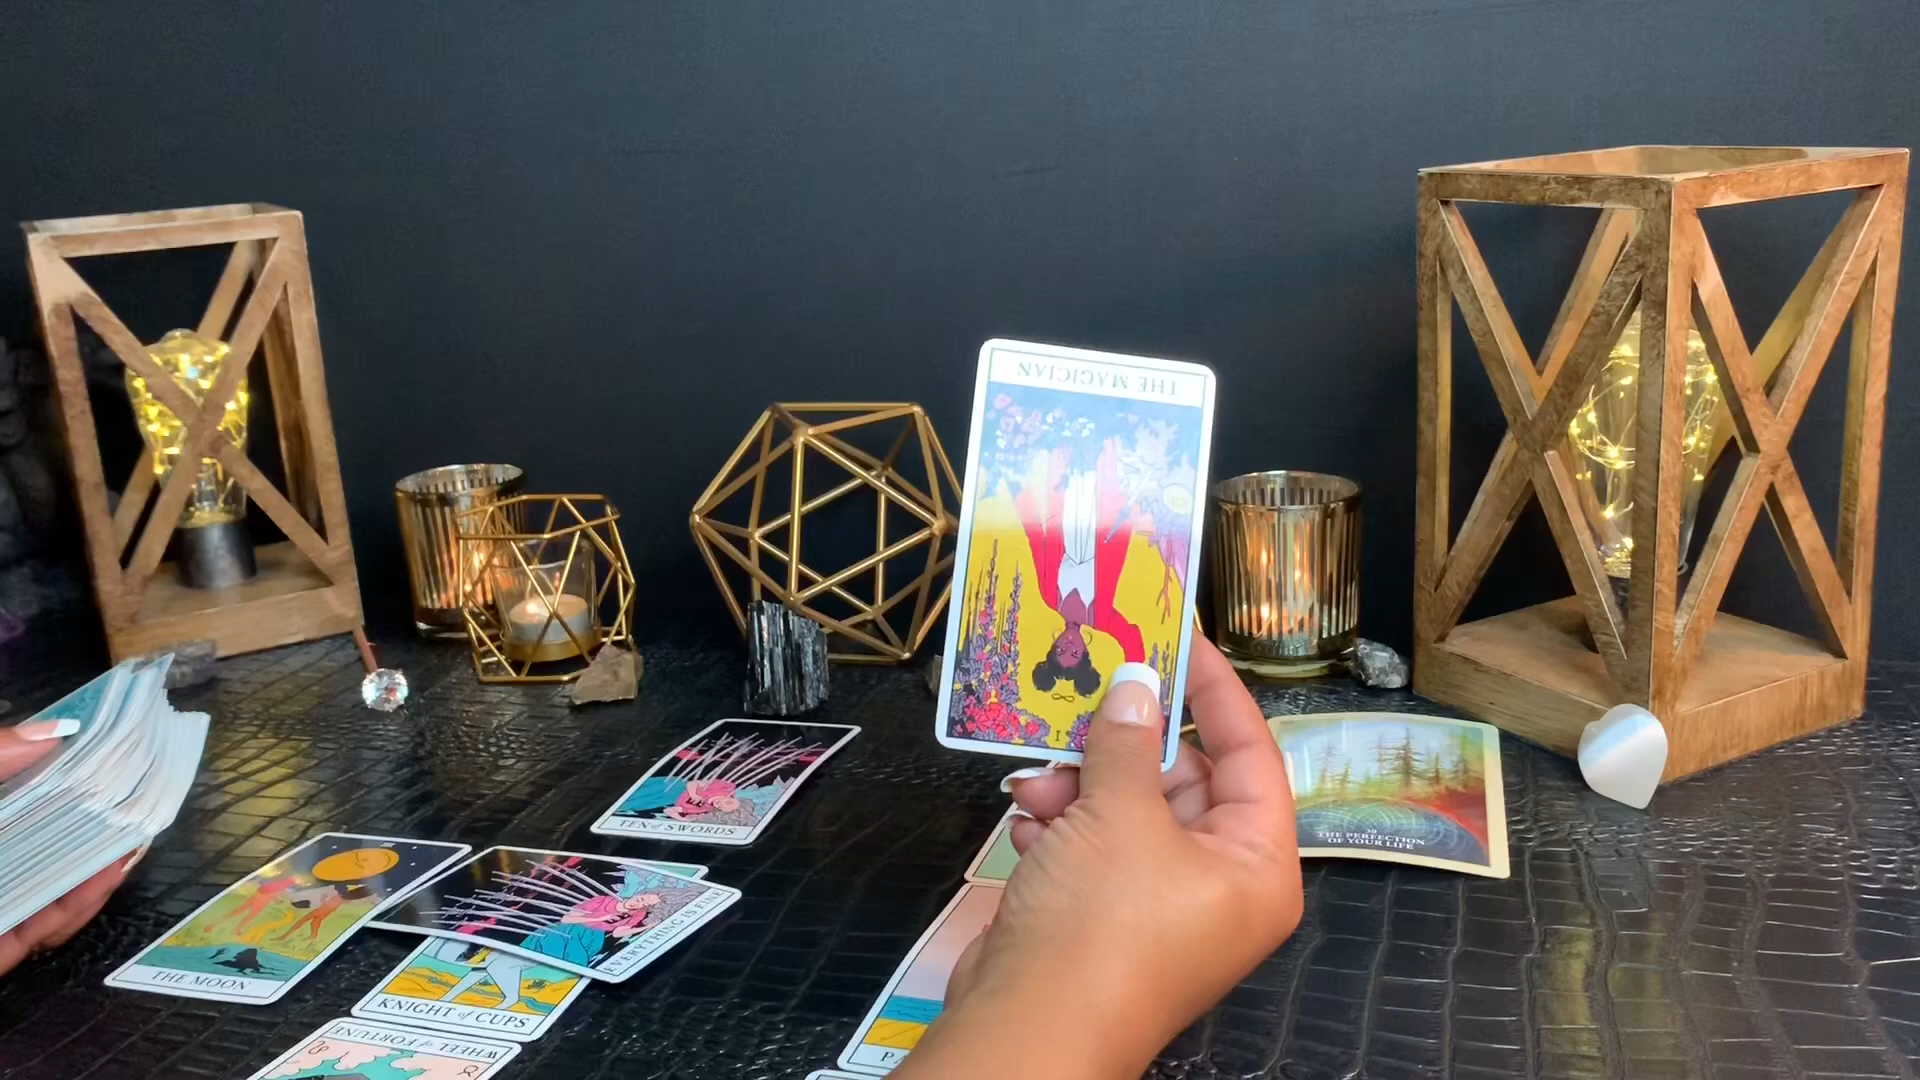 THE MAGICIAN
I
TEN of SWORDS
20
THE PERFECTION
OF YOUR LIFE
EVERYTHING IS FINE
THE MOON
KNIGHT of CUPS
WHEEL of FORTUNE